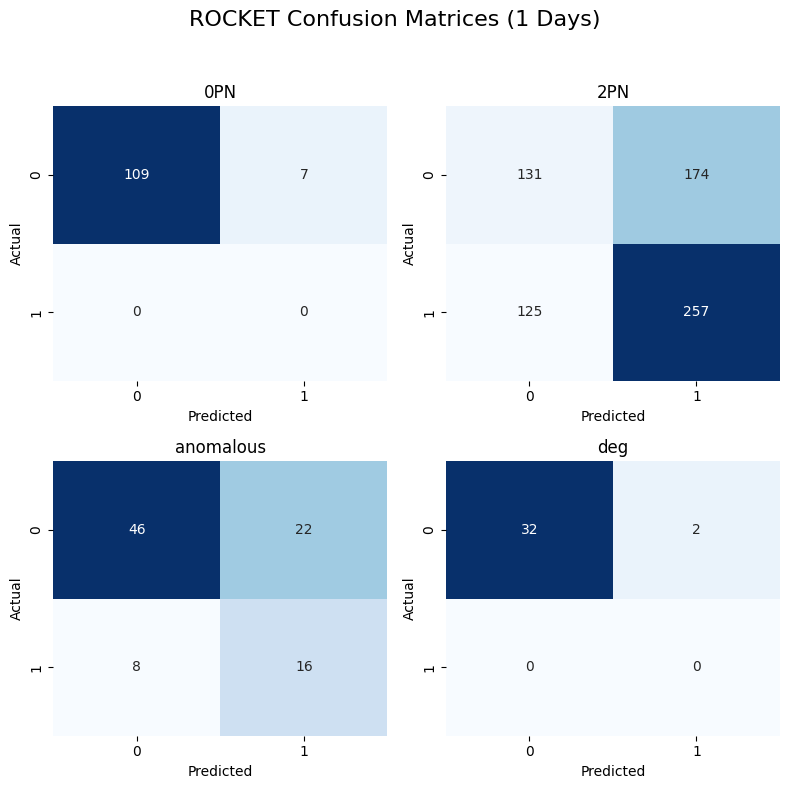 ROCKET Confusion Matrices (1 Days)
0PN
0
109
7
Actual
1
0
0
0
1
Predicted
2PN
131
174
Actual
125
257
0
1
Predicted
anomalous
0
46
22
Actual
1
8
16
0
1
Predicted
deg
0
32
2
Actual
1
0
0
0
1
Predicted